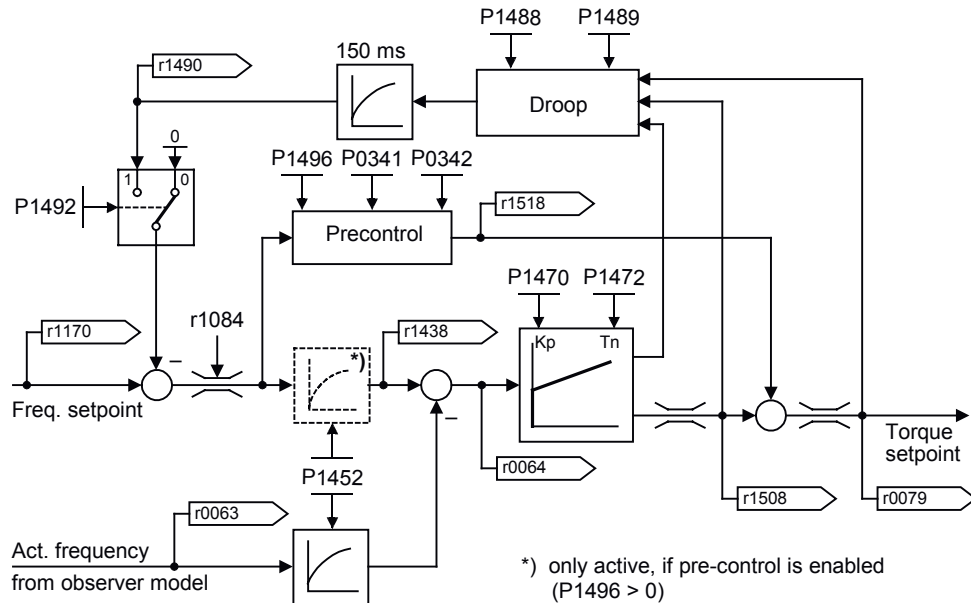 P1488
P1489
150 ms
r1490
Droop
0
P1496
P0341
P0342
1
0
r1518
P1492
Precontrol
P1470
P1472
r1170
r1084
r1438
*)
Kp
Tn
–
Freq. setpoint
–
Torque
setpoint
P1452
r0064
r0063
r1508
r0079
Act. frequency
from observer model
*) only active, if pre-control is enabled
(P1496 > 0)